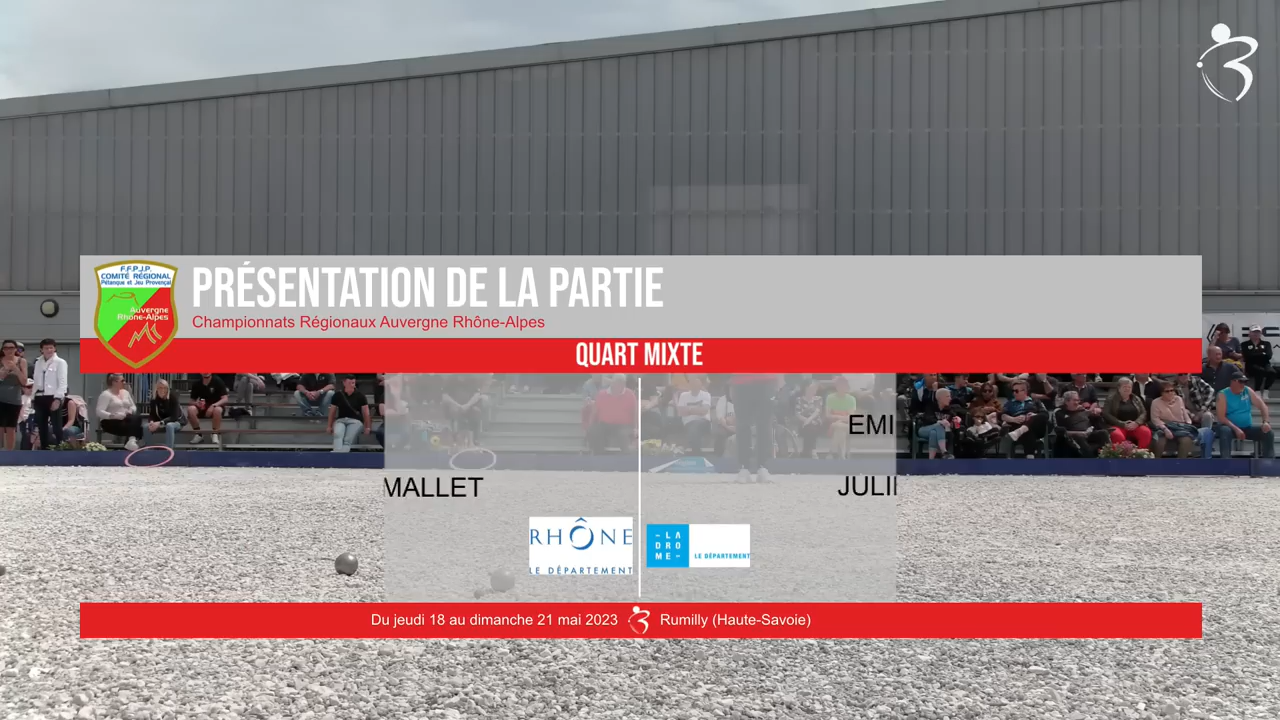 F.F.P.J.P.
COMITÉ RÉGIONAL
Pétanque et Jeu Provençal
Auvergne
Rhône-Alpes
PRÉSENTATION DE LA PARTIE
Championnats Régionaux Auvergne Rhône-Alpes
QUART MIXTE
EMI
MALLET
JULI
RHÔNE
LE DÉPARTEMENT
- LA
DRO
ME -
LE DÉPARTEMENT
Du jeudi 18 au dimanche 21 mai 2023
Rumilly (Haute-Savoie)